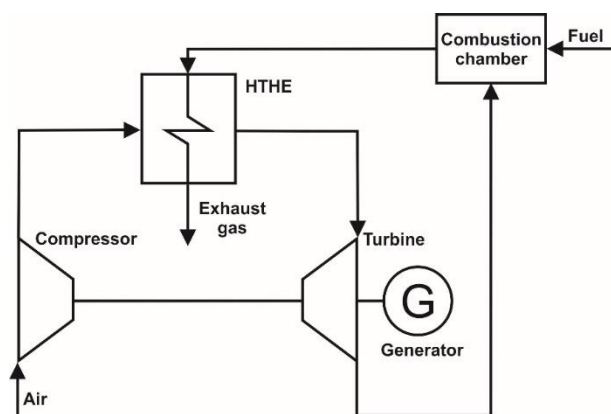 Combustion
chamber
Fuel
HTHE
Exhaust
gas
Compressor
Turbine
G
Generator
Air